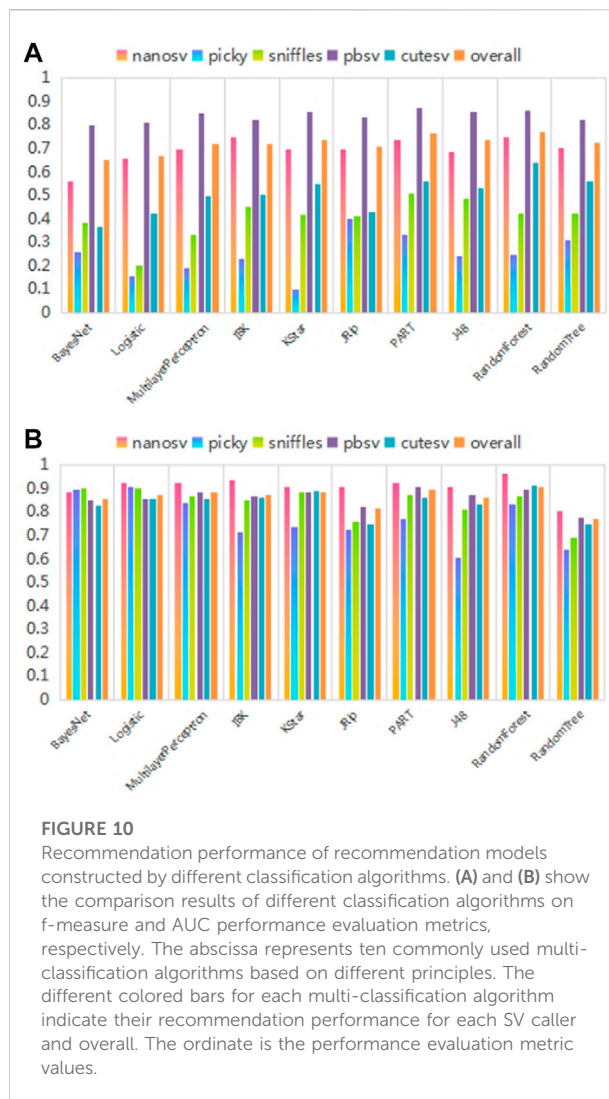 A
nanosv picky sniffles pbsv cutesv overall
1
0.9
0.8
0.7
0.6
0.5
0.4
0.3
0.2
0.1
0
BayesNet
Logistic
MultilayerPerceptron
IBK
KStar
JRip
PART
J48
RandomForest
RandomTree
B
nanosv picky sniffles pbsv cutesv overall
1
0.9
0.8
0.7
0.6
0.5
0.4
0.3
0.2
0.1
0
BayesNet
Logistic
MultilayerPerceptron
IBK
KStar
JRip
PART
J48
RandomForest
RandomTree
FIGURE 10
Recommendation performance of recommendation models
constructed by different classification algorithms. (A) and (B) show
the comparison results of different classification algorithms on
f-measure and AUC performance evaluation metrics,
respectively. The abscissa represents ten commonly used multi-
classification algorithms based on different principles. The
different colored bars for each multi-classification algorithm
indicate their recommendation performance for each SV caller
and overall. The ordinate is the performance evaluation metric
values.